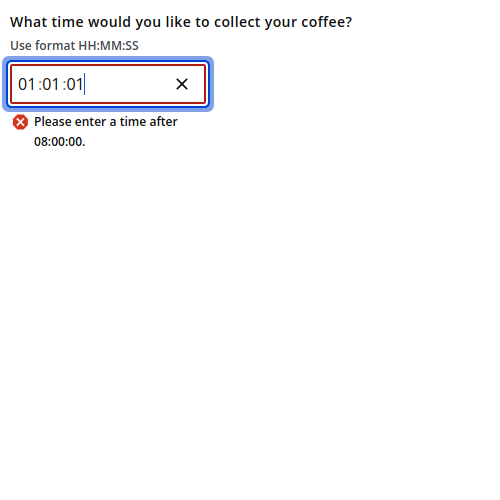 What time would you like to collect your coffee?
Use format HH:MM:SS
01:01:01
Please enter a time after
08:00:00.